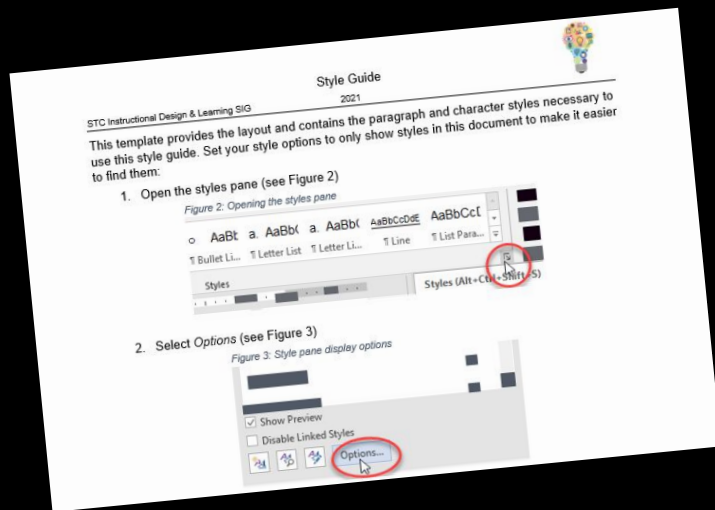 Style Guide
STC Instructional Design & Learning SIG
2021
This template provides the layout and contains the paragraph and character styles necessary to
use this style guide. Set your style options to only show styles in this document to make it easier
to find them:
1. Open the styles pane (see Figure 2)
Figure 2: Opening the styles pane
AaBt a. AaBb( a. AaBb( AaBbCcDdE AaBbCcI
¶ Bullet Li... ¶ Letter List ¶ Letter Li... ¶ Line ¶ List Para...
Styles
Styles (Alt+Ctrl+Shift+S)
2. Select Options (see Figure 3)
Figure 3: Style pane display options
Show Preview
Disable Linked Styles
Options...